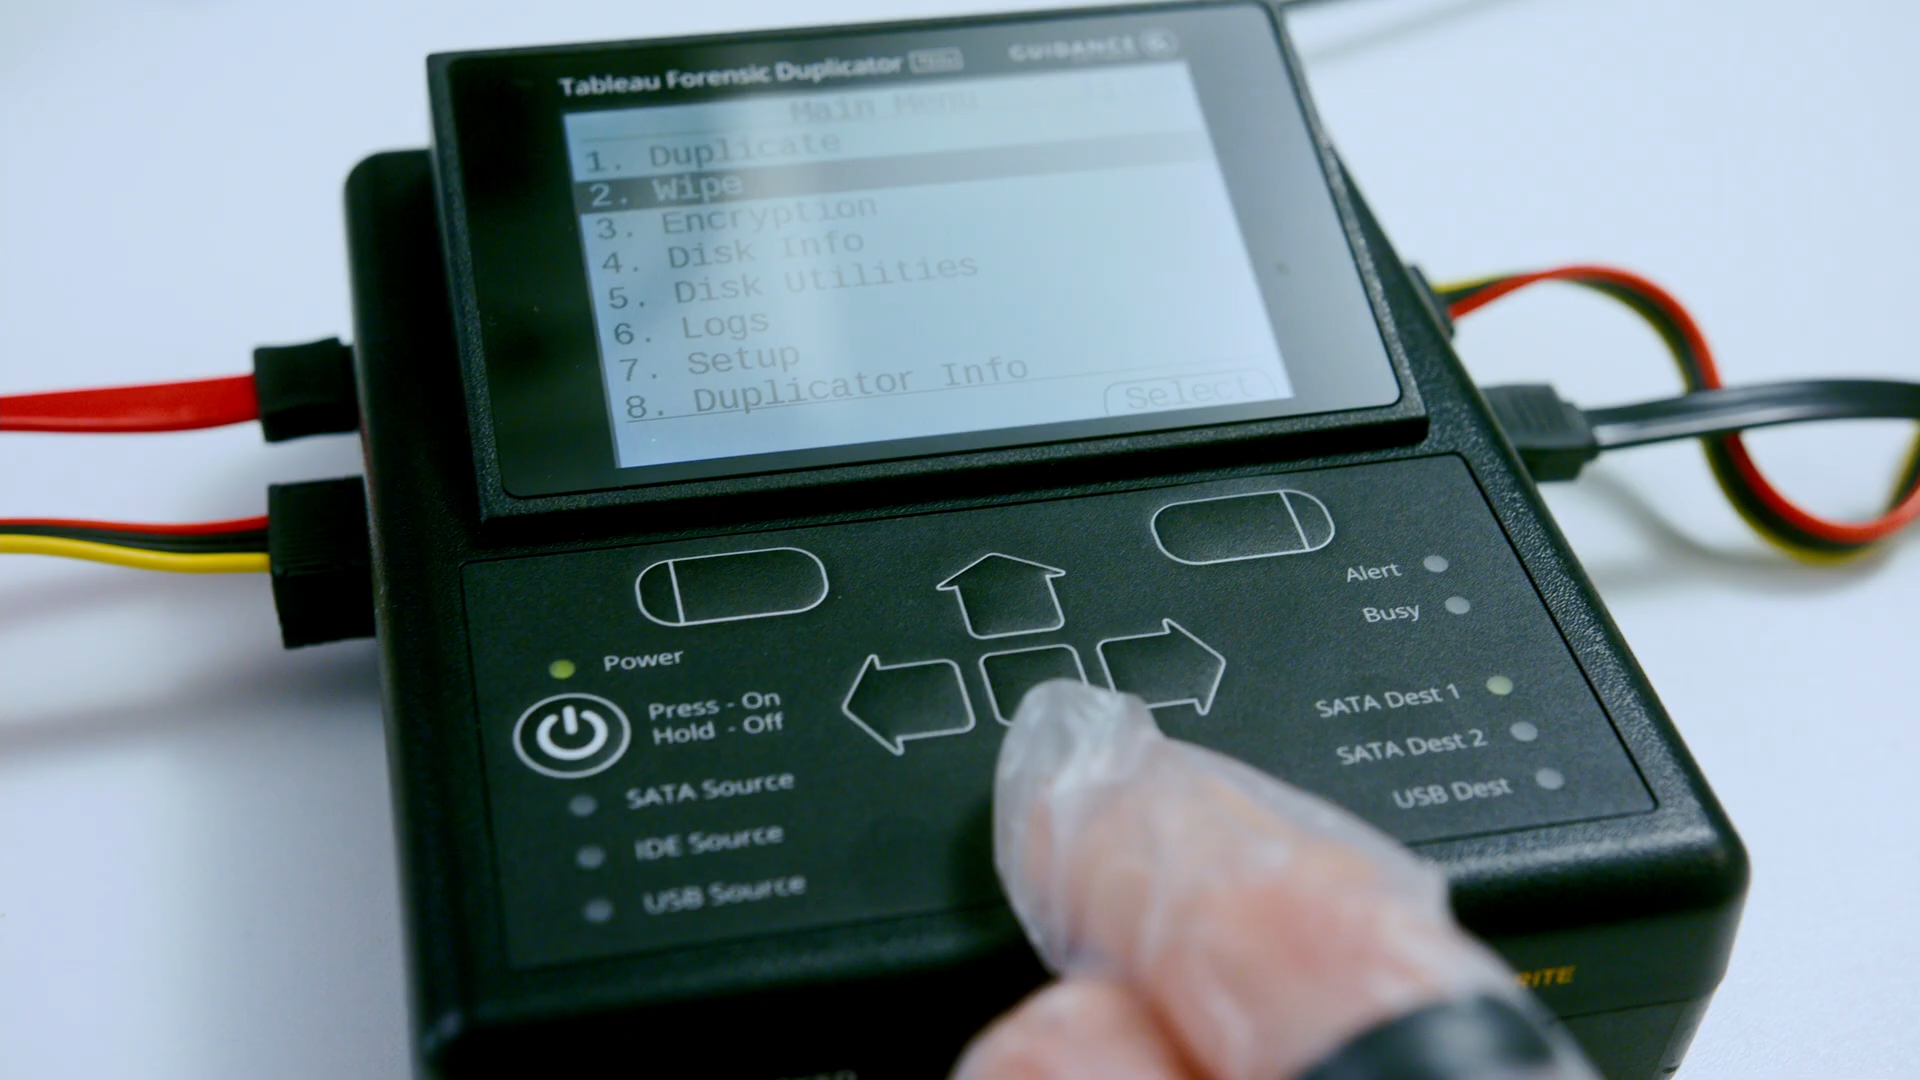 Tableau Forensic Duplicator
GUIDANCE
Main Menu
1. Duplicate
2. Wipe
3. Encryption
4. Disk Info
5. Disk Utilities
6. Logs
7. Setup
8. Duplicator Info
Select
Alert
Busy
Power
Press - On
Hold - Off
SATA Source
IDE Source
USB Source
SATA Dest 1
SATA Dest 2
USB Dest